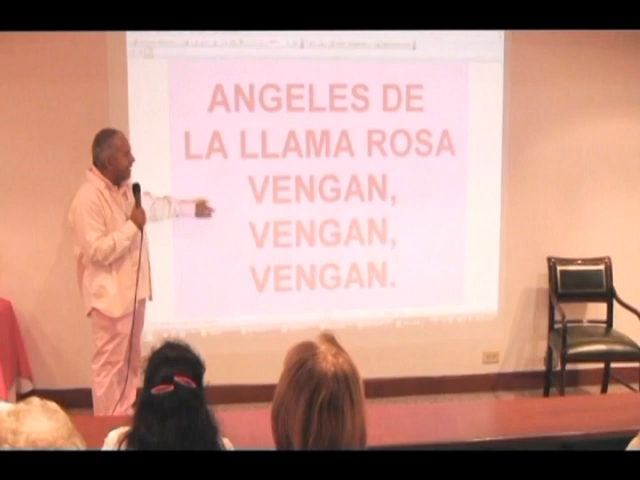 ANGELES DE
LA LLAMA ROSA
VENGAN,
VENGAN,
VENGAN.